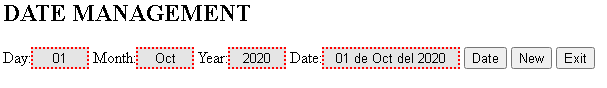 DATE MANAGEMENT
Day: 01 Month: Oct Year: 2020 Date: 01 de Oct del 2020 Date New Exit